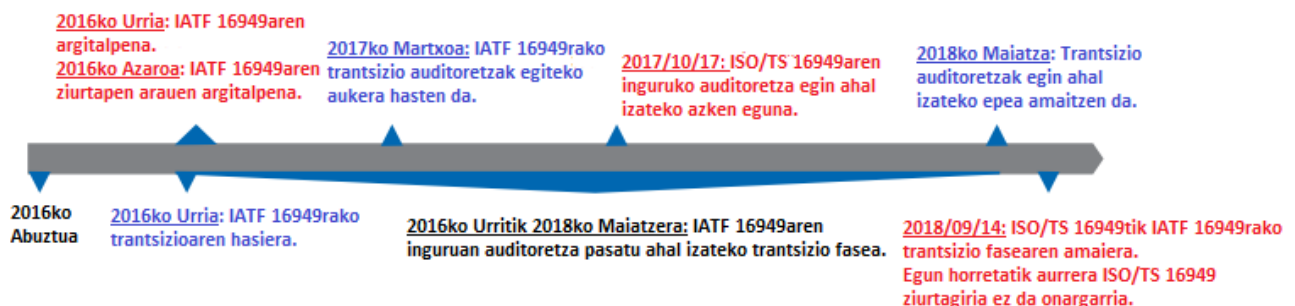 2016ko Urria: IATF 16949aren
argitalpena.
2016ko Azaroa: IATF 16949aren
ziurtapen arauen argitalpena.
2017ko Martxoa: IATF 16949rako
trantsizio auditoretzak egiteko
aukera hasten da.
2017/10/17: ISO/TS 16949aren
inguruko auditoretza egin ahal
izateko azken eguna.
2018ko Maiatza: Trantsizio
auditoretzak egin ahal
izateko epea amaitzen da.
2016ko
Abuztua
2016ko Urria: IATF 16949rako
trantsizioaren hasiera.
2016ko Urritik 2018ko Maiatzera: IATF 16949aren
inguruan auditoretza pasatu ahal izateko trantsizio fasea.
2018/09/14: ISO/TS 16949tik IATF 16949rako
trantsizio fasearen amaiera.
Egun horretatik aurrera ISO/TS 16949
ziurtagiria ez da onargarria.